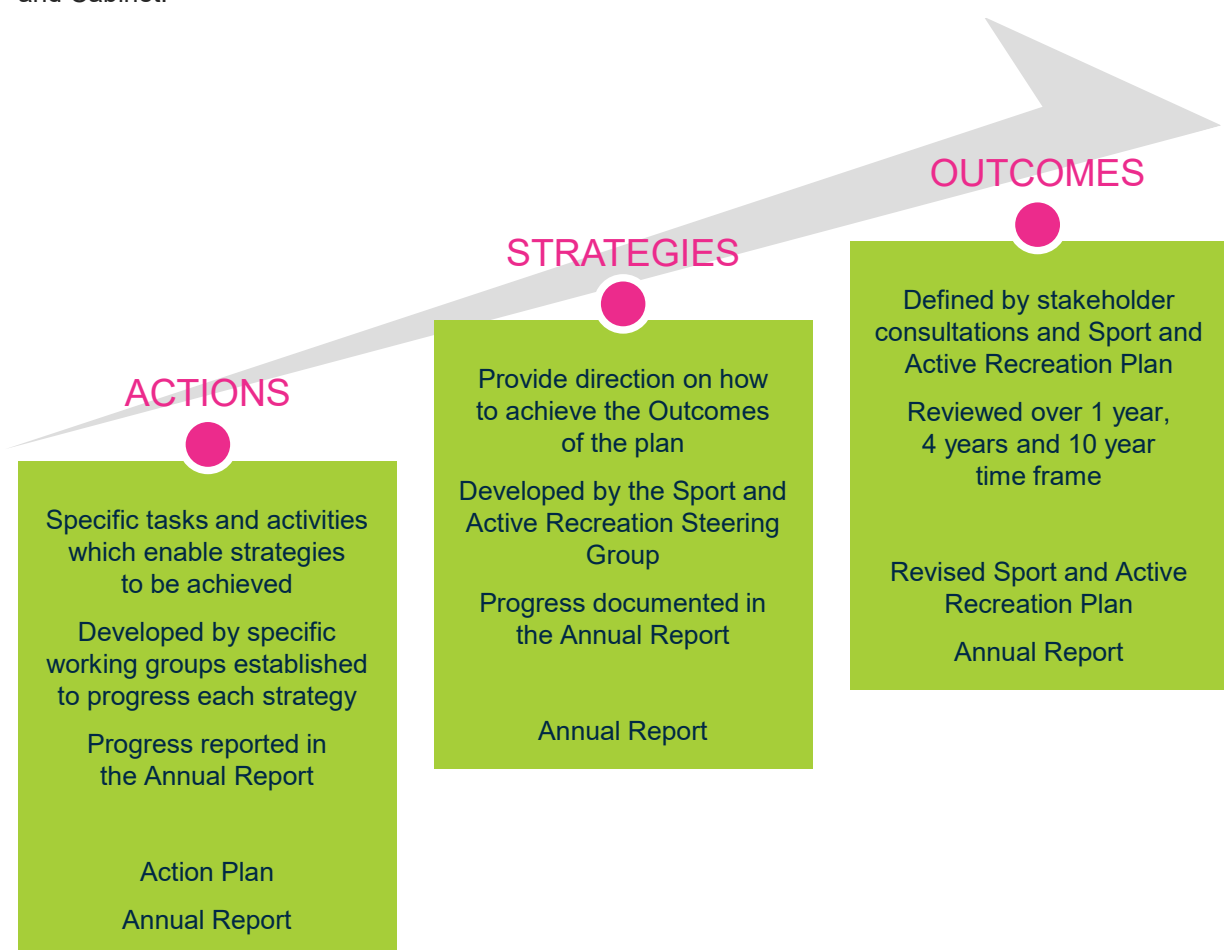 and Cabinet.
ACTIONS
Specific tasks and activities
which enable strategies
to be achieved
Developed by specific
working groups established
to progress each strategy
Progress reported in
the Annual Report
Action Plan
Annual Report
STRATEGIES
Provide direction on how
to achieve the Outcomes
of the plan
Developed by the Sport and
Active Recreation Steering
Group
Progress documented in
the Annual Report
Annual Report
OUTCOMES
Defined by stakeholder
consultations and Sport and
Active Recreation Plan
Reviewed over 1 year,
4 years and 10 year
time frame
Revised Sport and Active
Recreation Plan
Annual Report